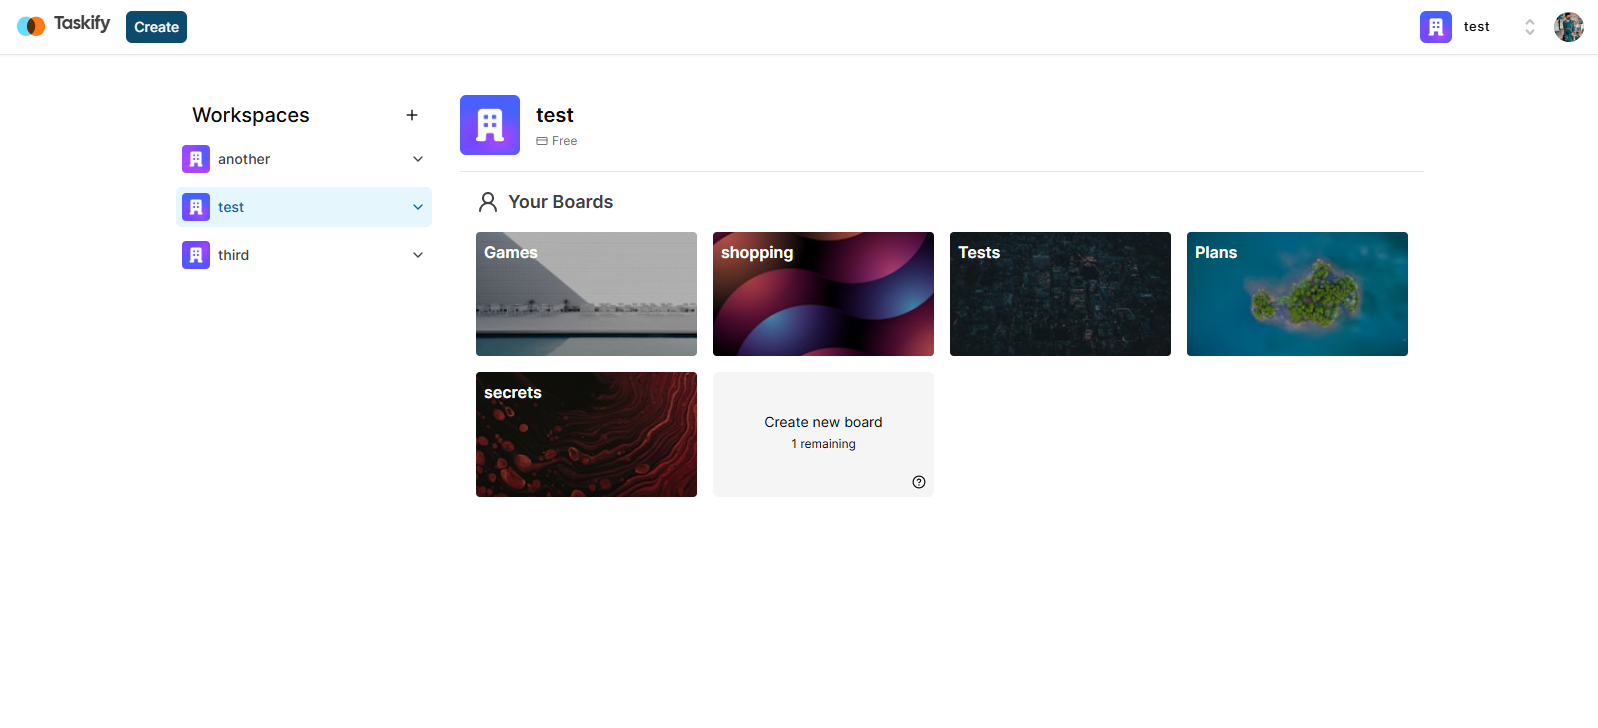 Taskify
Create
test
Workspaces
+
another
test
third
test
Free
Your Boards
Games
shopping
Tests
Plans
secrets
Create new board
1 remaining